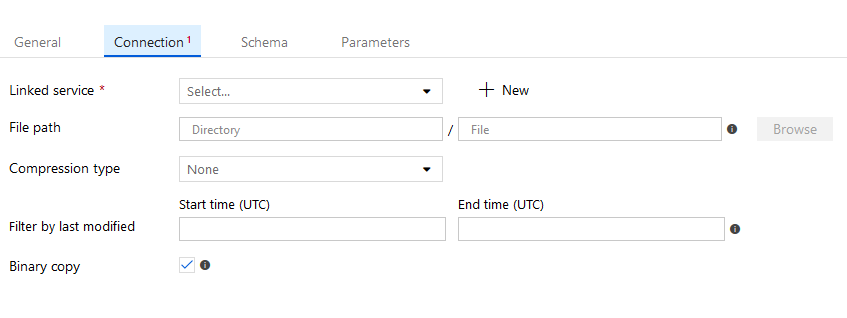 General Connection 1 Schema Parameters
Linked service * Select... + New
File path Directory / File Browse
Compression type None
Start time (UTC) End time (UTC)
Filter by last modified
Binary copy